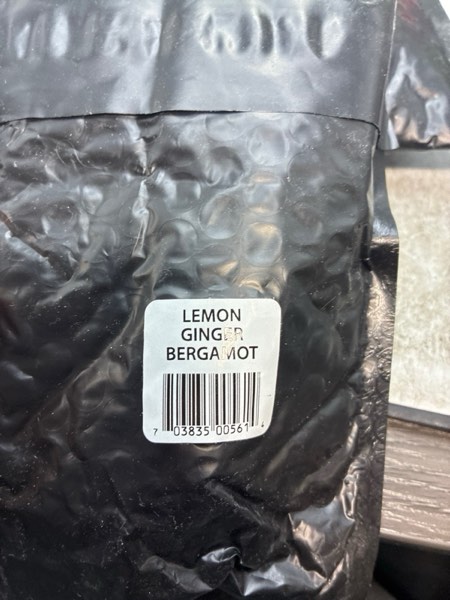 LEMON
GINGER
BERGAMOT
7 03835 00561